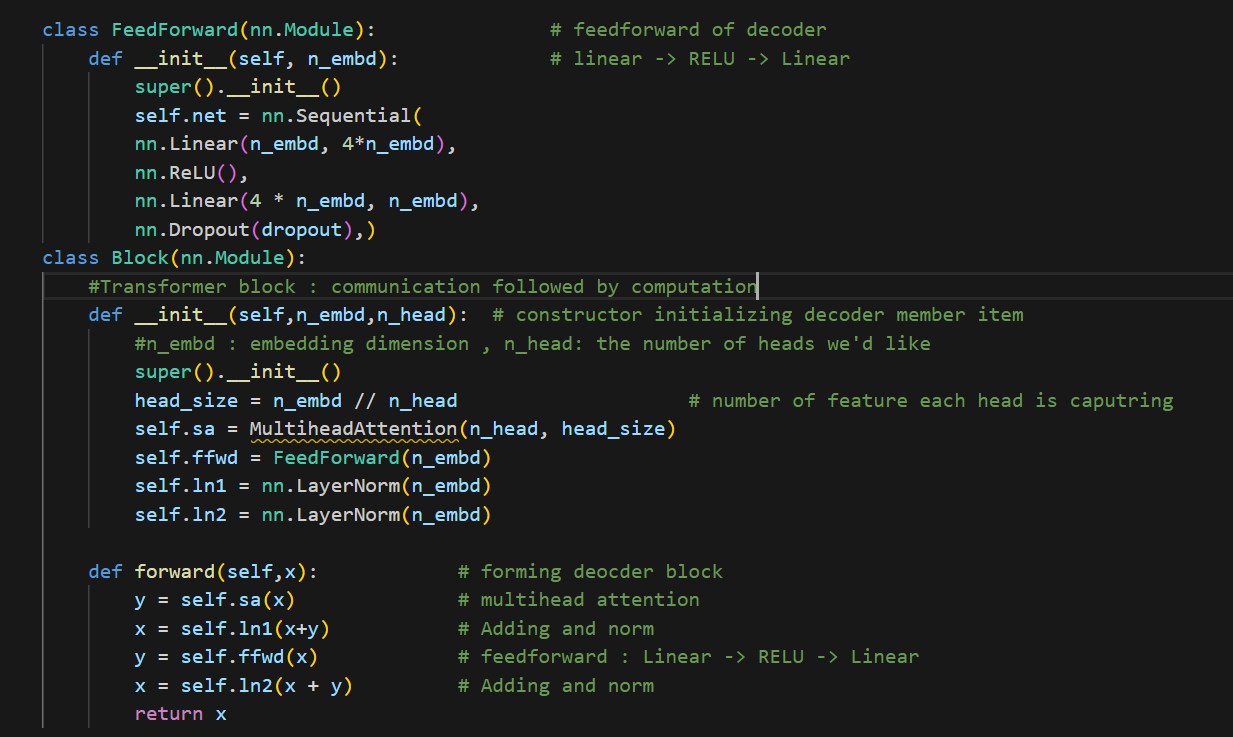 class FeedForward(nn.Module):               # feedforward of decoder
    def __init__(self, n_embd):             # linear -> RELU -> Linear
        super().__init__()
        self.net = nn.Sequential(
        nn.Linear(n_embd, 4*n_embd),
        nn.ReLU(),
        nn.Linear(4 * n_embd, n_embd),
        nn.Dropout(dropout),)
class Block(nn.Module):
    #Transformer block : communication followed by computation
    def __init__(self,n_embd,n_head):  # constructor initializing decoder member item
        #n_embd : embedding dimension , n_head: the number of heads we'd like
        super().__init__()
        head_size = n_embd // n_head                    # number of feature each head is caputring
        self.sa = MultiheadAttention(n_head, head_size)
        self.ffwd = FeedForward(n_embd)
        self.ln1 = nn.LayerNorm(n_embd)
        self.ln2 = nn.LayerNorm(n_embd)

    def forward(self,x):            # forming deocder block
        y = self.sa(x)              # multihead attention
        x = self.ln1(x+y)           # Adding and norm
        y = self.ffwd(x)            # feedforward : Linear -> RELU -> Linear
        x = self.ln2(x + y)         # Adding and norm
        return x